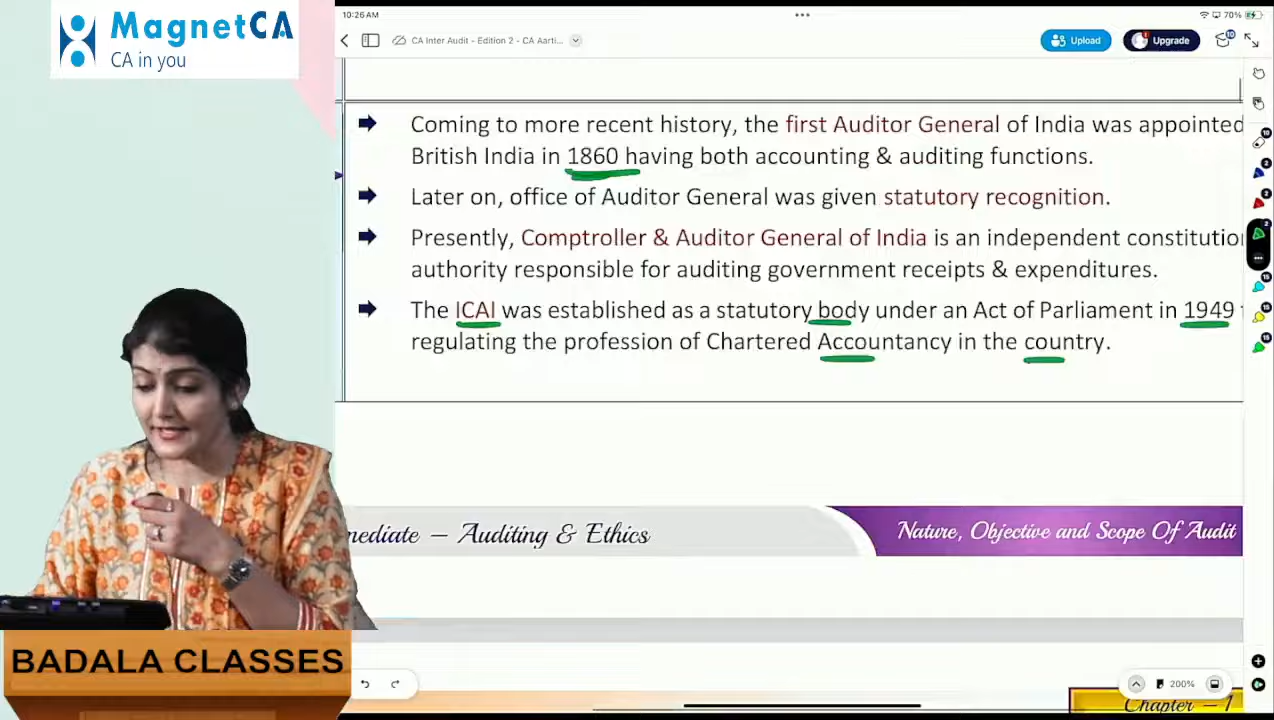 MagnetCA
CA in you
10:26 AM
70%
CA Inter Audit - Edition 2 - CA Aarti...
Upload
Upgrade
Coming to more recent history, the first Auditor General of India was appointed
British India in 1860 having both accounting & auditing functions.
Later on, office of Auditor General was given statutory recognition.
Presently, Comptroller & Auditor General of India is an independent constitutio
authority responsible for auditing government receipts & expenditures.
The ICAI was established as a statutory body under an Act of Parliament in 1949
regulating the profession of Chartered Accountancy in the country.
mediate – Auditing & Ethics
Nature, Objective and Scope Of Audit
BADALA CLASSES
200%
Chapter – 1